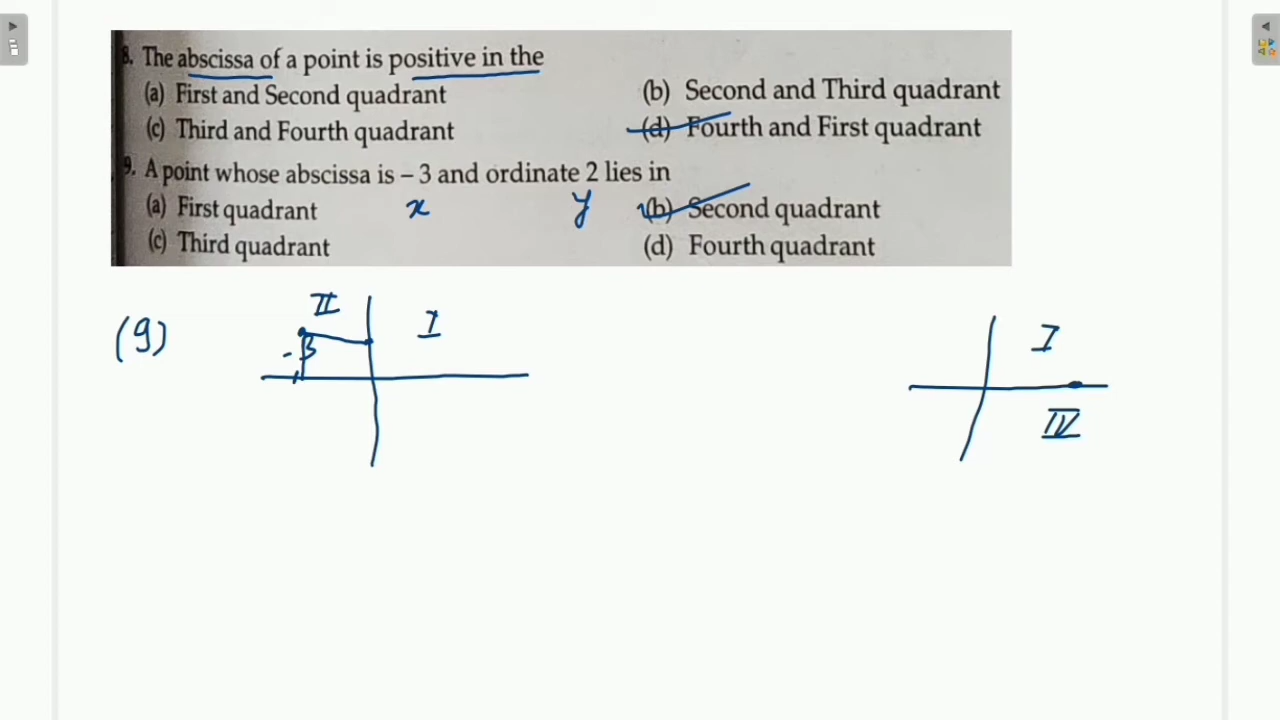 8. The abscissa of a point is positive in the
(a) First and Second quadrant (b) Second and Third quadrant
(c) Third and Fourth quadrant (d) Fourth and First quadrant
9. A point whose abscissa is – 3 and ordinate 2 lies in
x y
(a) First quadrant (b) Second quadrant
(c) Third quadrant (d) Fourth quadrant
(9) II I I
-3
IV